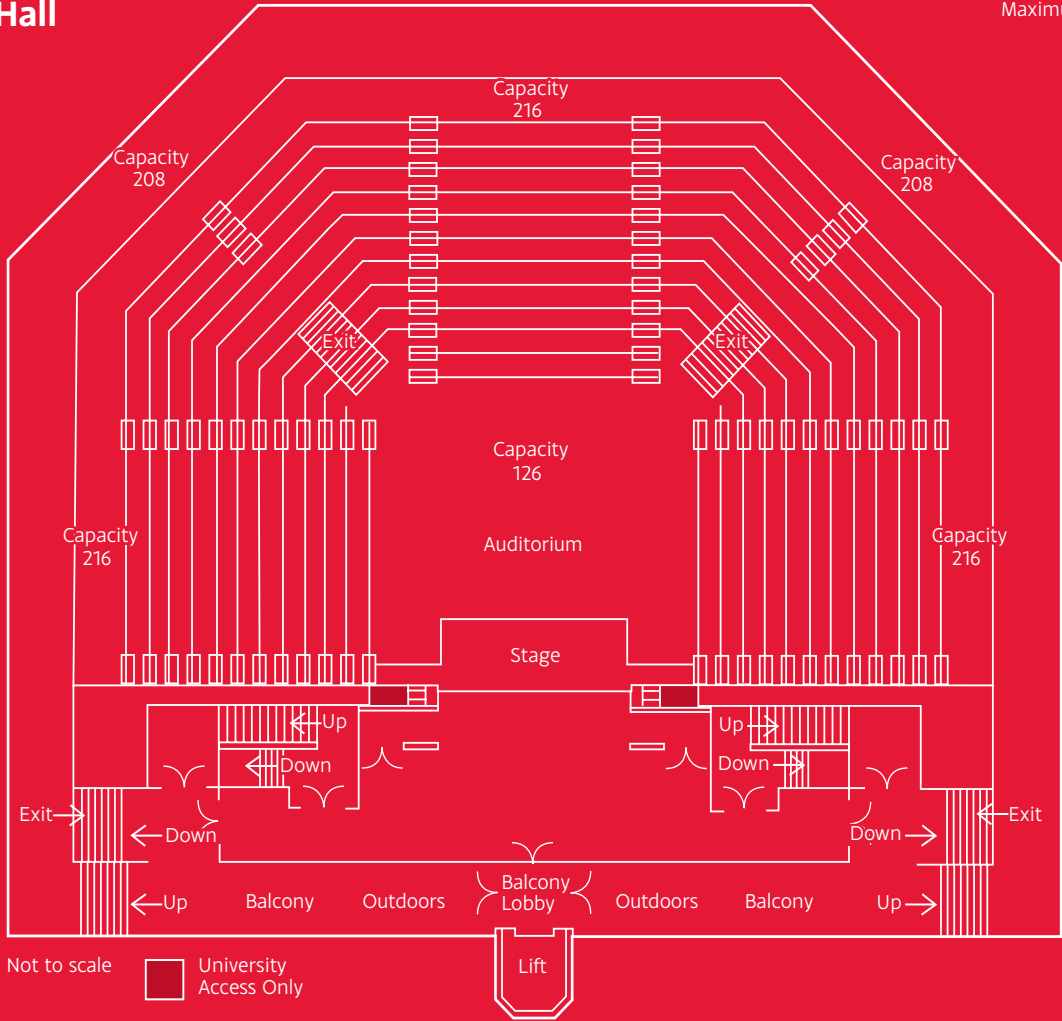 Hall
Maximu
Capacity
216
Capacity
208
Capacity
208
Exit
Exit
Capacity
126
Capacity
216
Capacity
216
Auditorium
Stage
Up
Up
Down
Down
Exit
Exit
Down
Down
Up
Balcony
Outdoors
Balcony
Lobby
Outdoors
Balcony
Up
Not to scale
University
Access Only
Lift